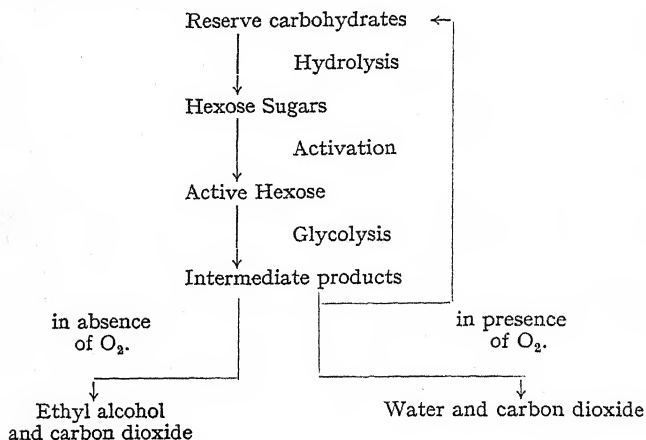 Reserve carbohydrates
Hydrolysis
Hexose Sugars
Activation
Active Hexose
Glycolysis
Intermediate products
in absence
of O₂.
in presence
of O₂.
Ethyl alcohol
and carbon dioxide
Water and carbon dioxide